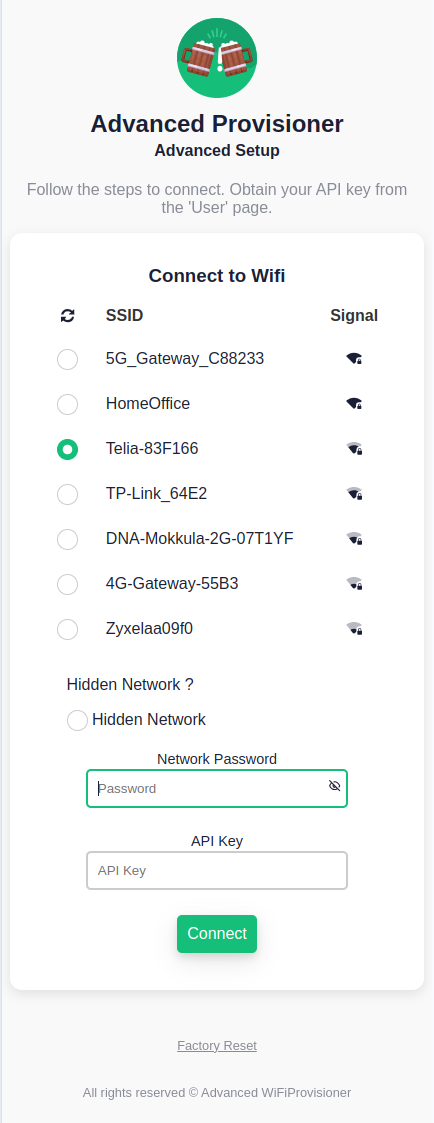 Advanced Provisioner
Advanced Setup
Follow the steps to connect. Obtain your API key from
the 'User' page.
Connect to Wifi
SSID Signal
5G_Gateway_C88233
HomeOffice
Telia-83F166
TP-Link_64E2
DNA-Mokkula-2G-07T1YF
4G-Gateway-55B3
Zyxelaa09f0
Hidden Network ?
Hidden Network
Network Password
Password
API Key
API Key
Connect
Factory Reset
All rights reserved © Advanced WiFiProvisioner